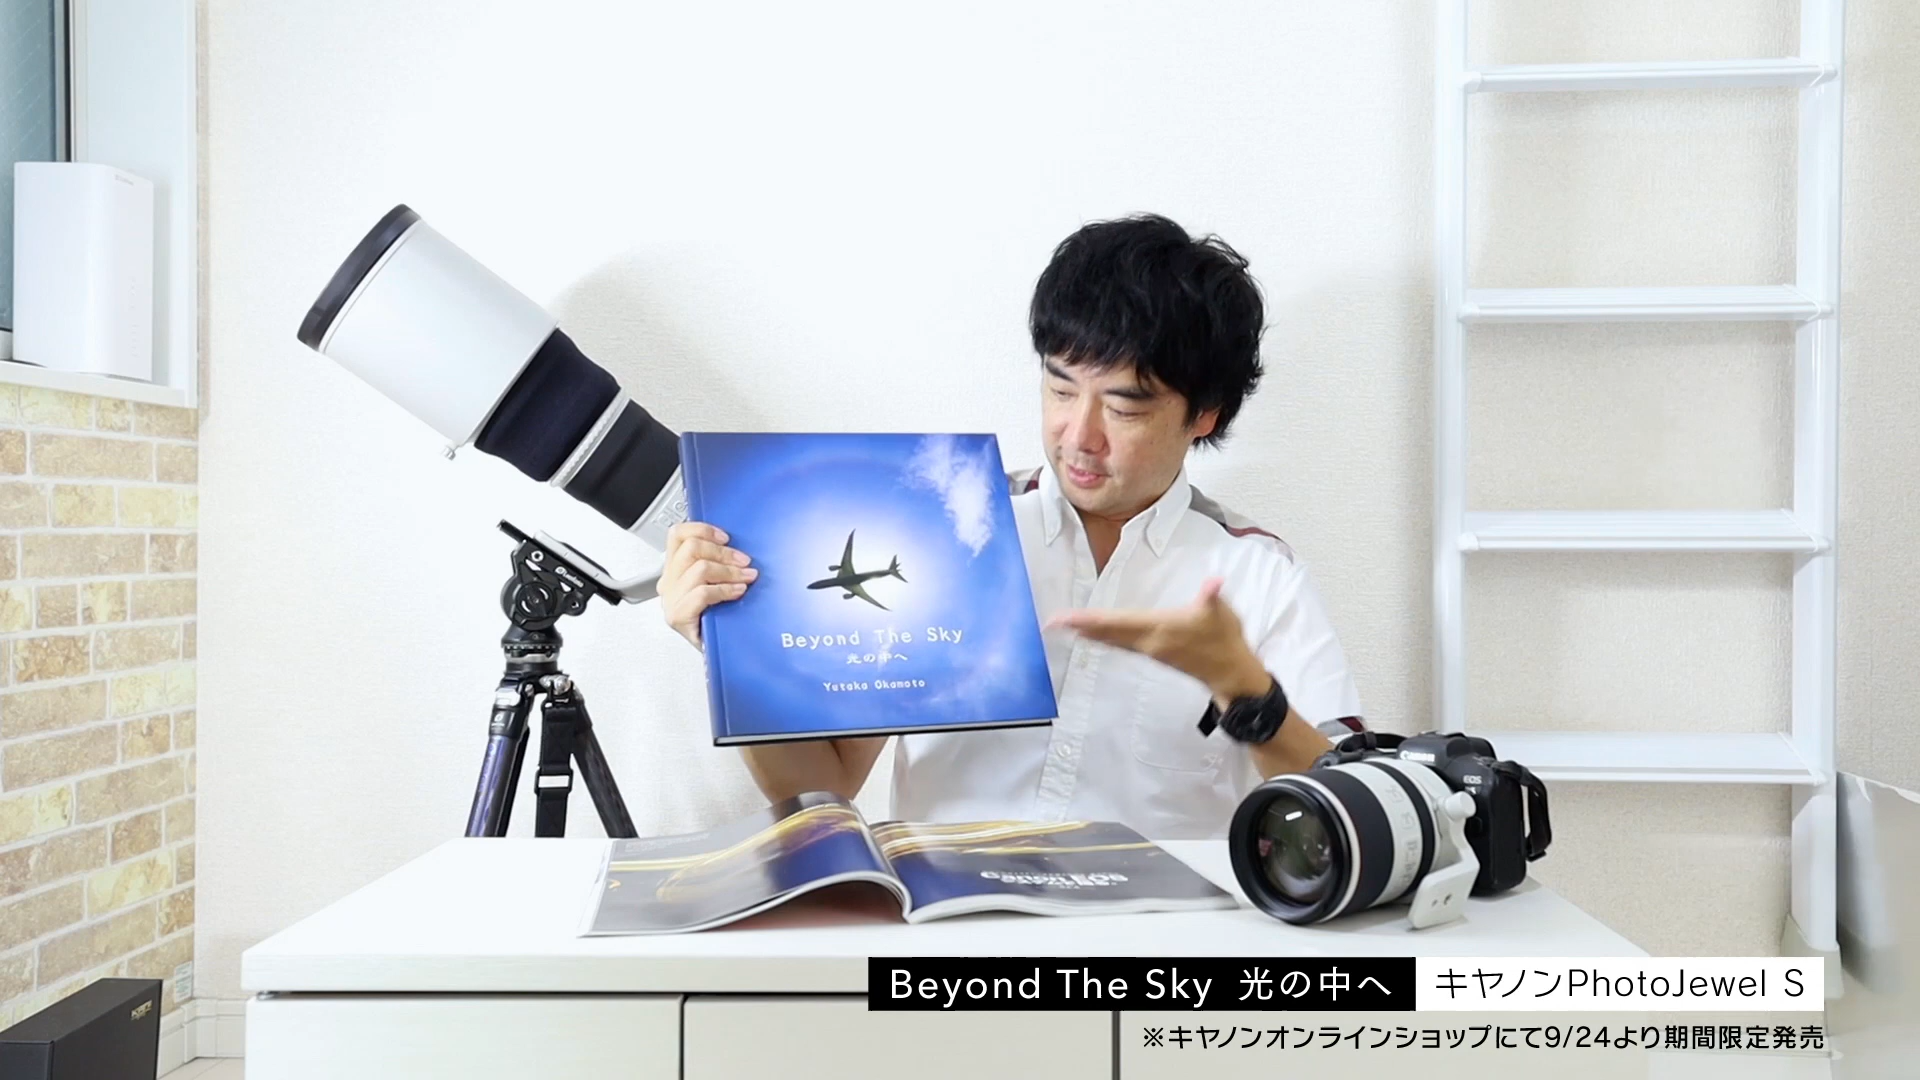 Beyond The Sky
光の中へ
Yutaka Okamoto
Canon
EOS
Canon EOS
Beyond The Sky 光の中へ
キヤノンPhotoJewel S
※キヤノンオンラインショップにて9/24より期間限定発売